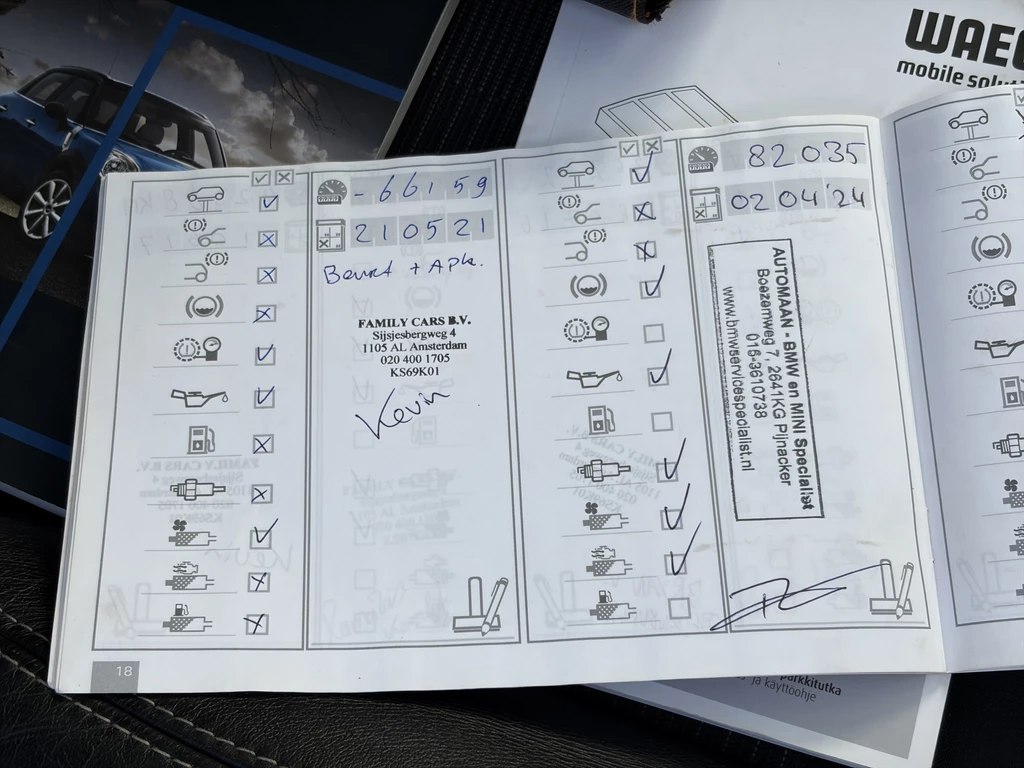 WAE
mobile solut
- 66159
210521
Beurt + APK.
FAMILY CARS B.V.
Sijsjesbergweg 4
1105 AL Amsterdam
020 400 1705
KS69K01
Kevin
82035
02 04 '24
AUTOMAAN - BMW en MINI Specialist
Boezemweg 7, 2641KG Pijnacker
015-3610738
www.bmwservicespecialist.nl
18
parkkitutka
ja käyttöohje